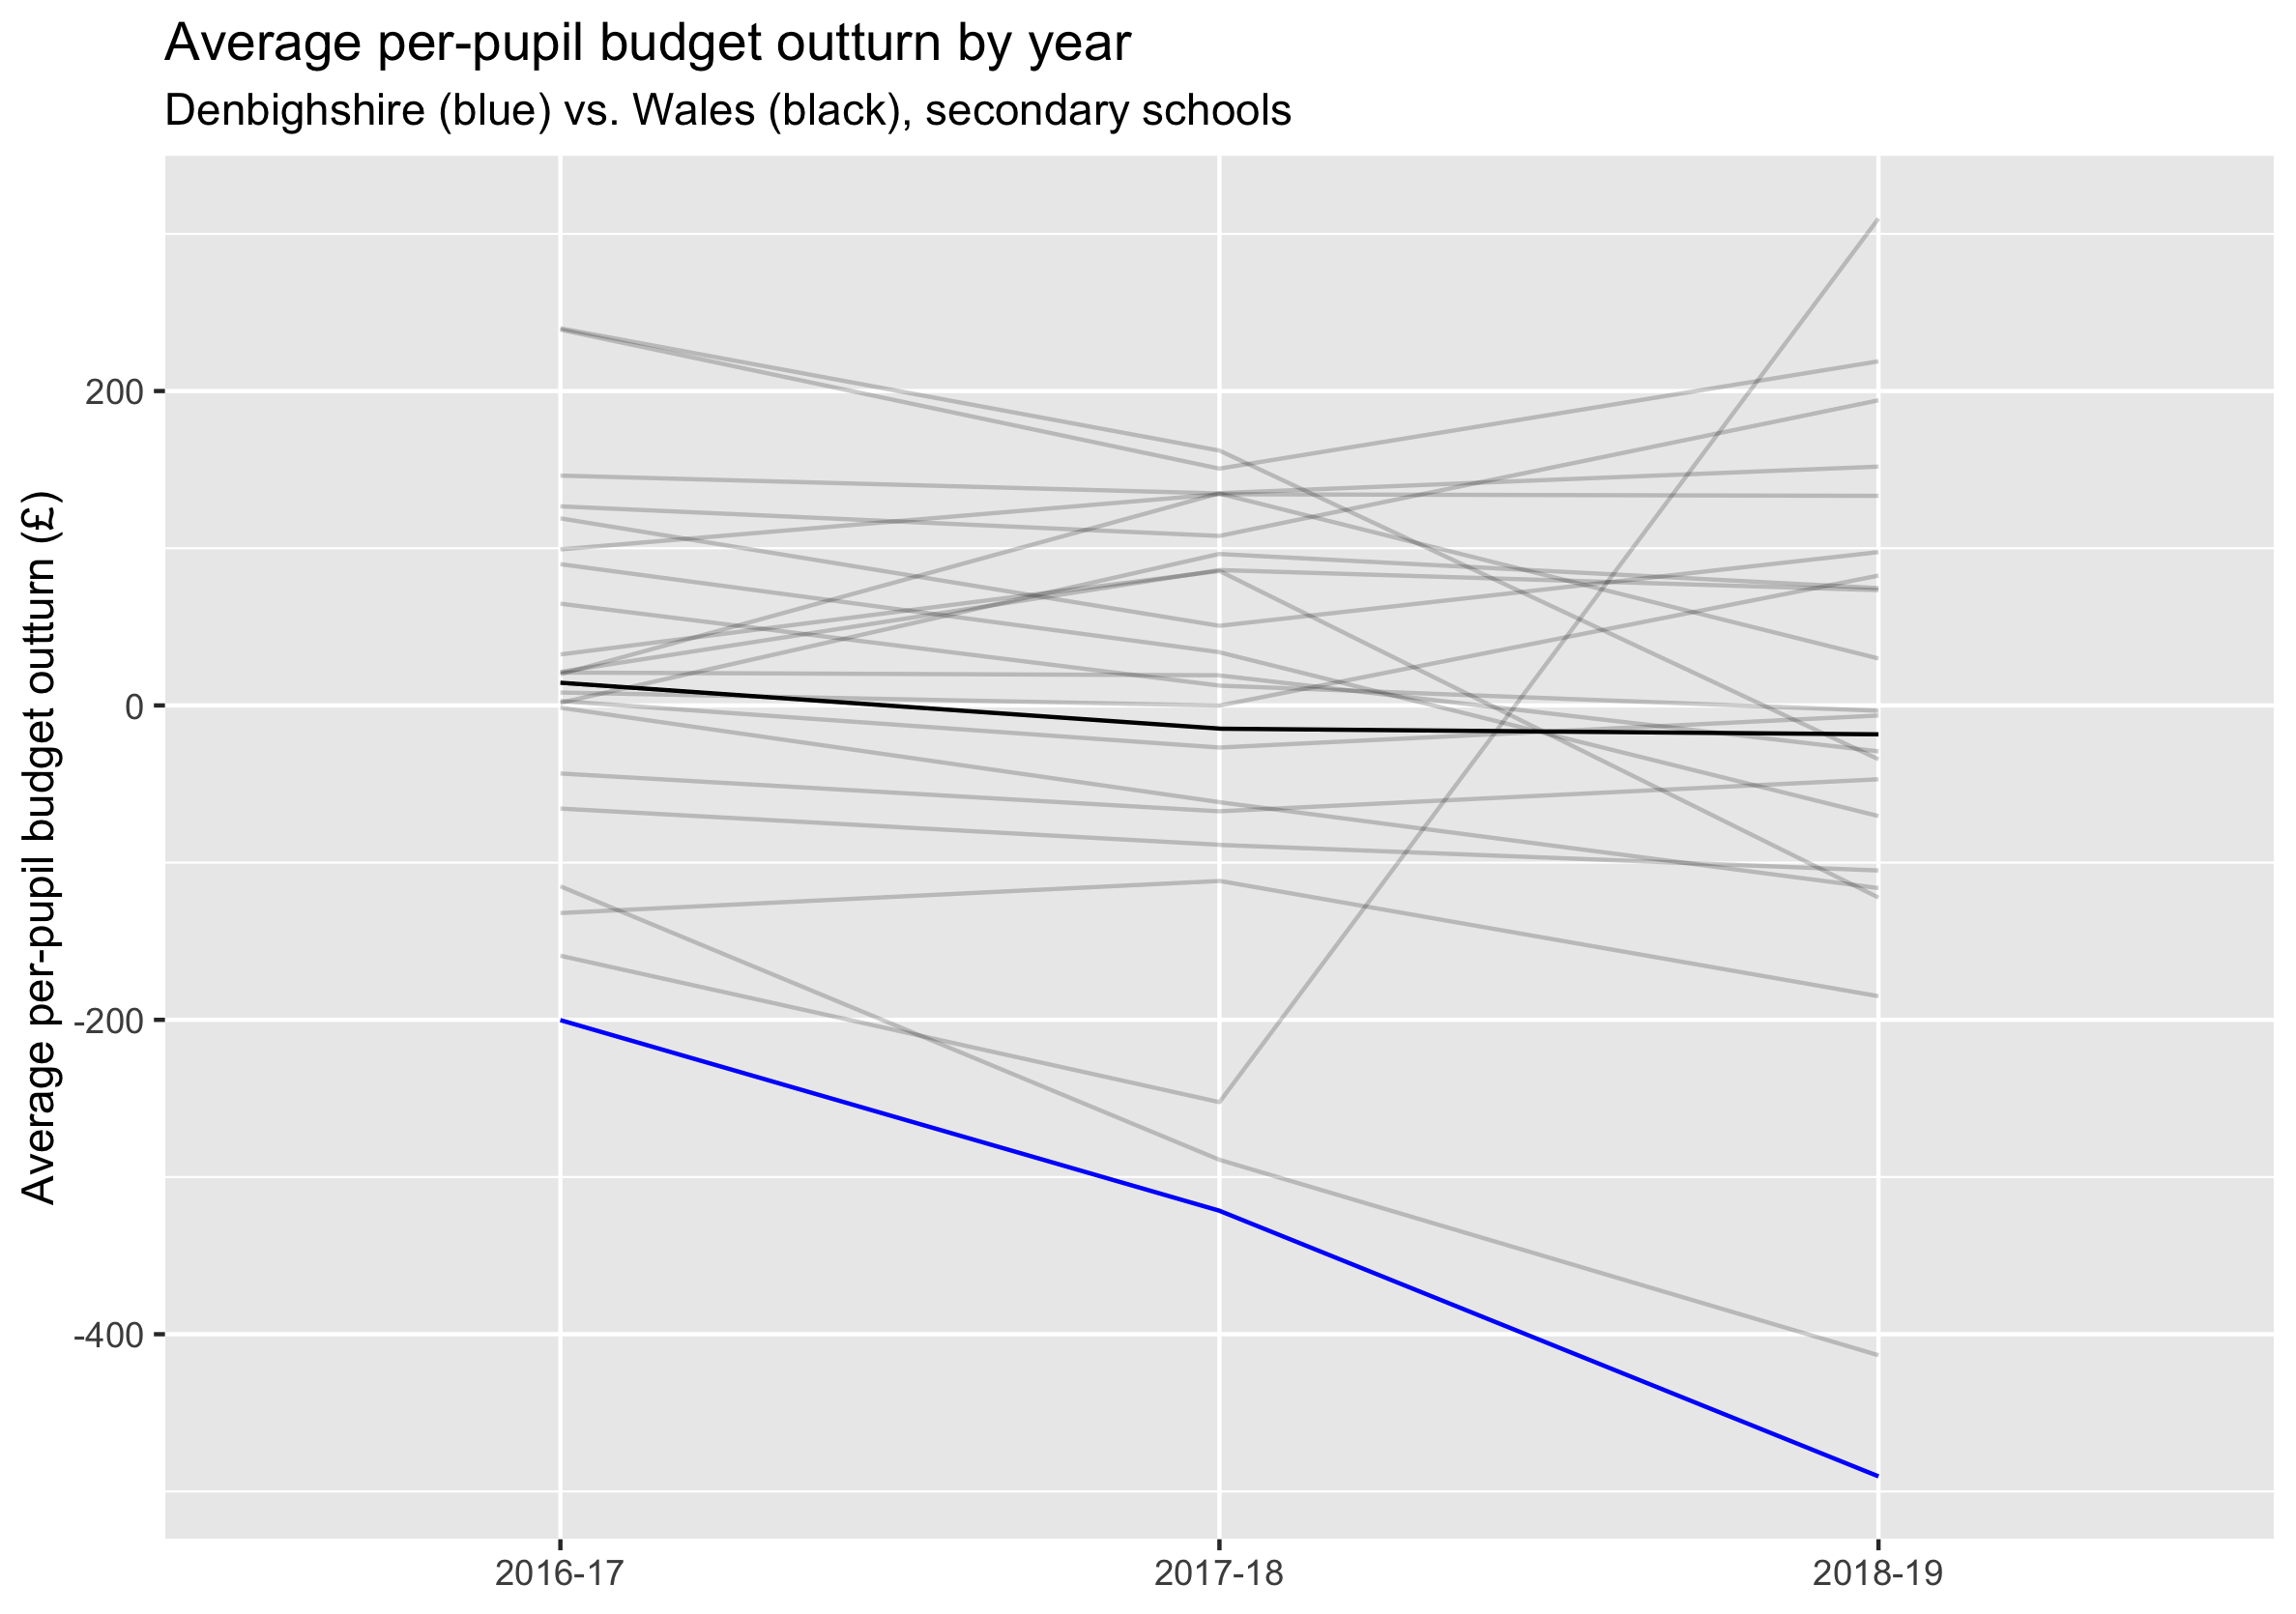 Average per-pupil budget outturn by year
Denbighshire (blue) vs. Wales (black), secondary schools
Average per-pupil budget outturn (£)
200
0
-200
-400
2016-17
2017-18
2018-19